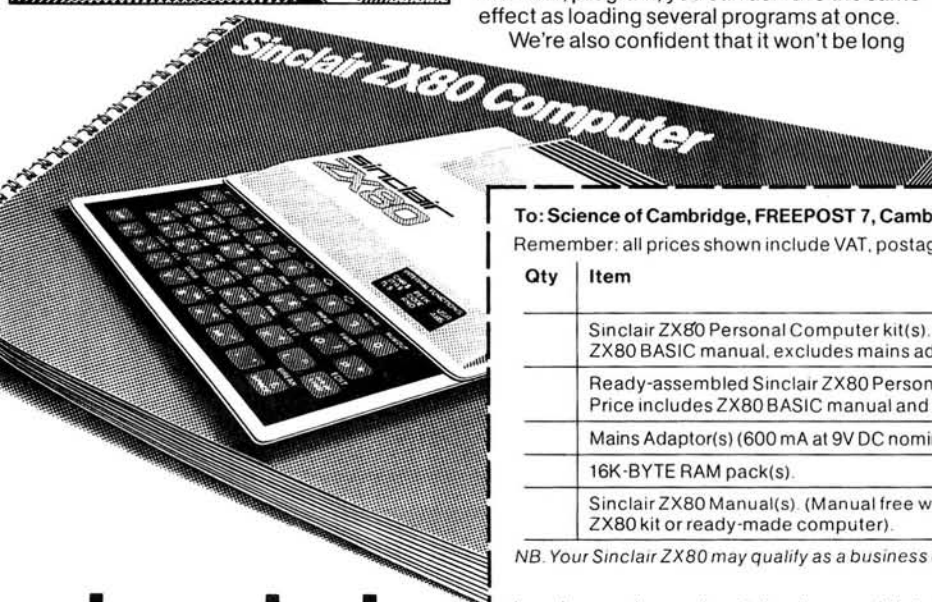 effect as loading several programs at once.
We're also confident that it won't be long
Sinclair ZX80 Computer
sinclair
ZX80
To: Science of Cambridge, FREEPOST 7, Camb
Remember: all prices shown include VAT, postag
Qty Item
Sinclair ZX80 Personal Computer kit(s).
ZX80 BASIC manual, excludes mains ad
Ready-assembled Sinclair ZX80 Person
Price includes ZX80 BASIC manual and
Mains Adaptor(s) (600 mA at 9V DC nomi
16K-BYTE RAM pack(s).
Sinclair ZX80 Manual(s). (Manual free w
ZX80 kit or ready-made computer).
NB. Your Sinclair ZX80 may qualify as a business